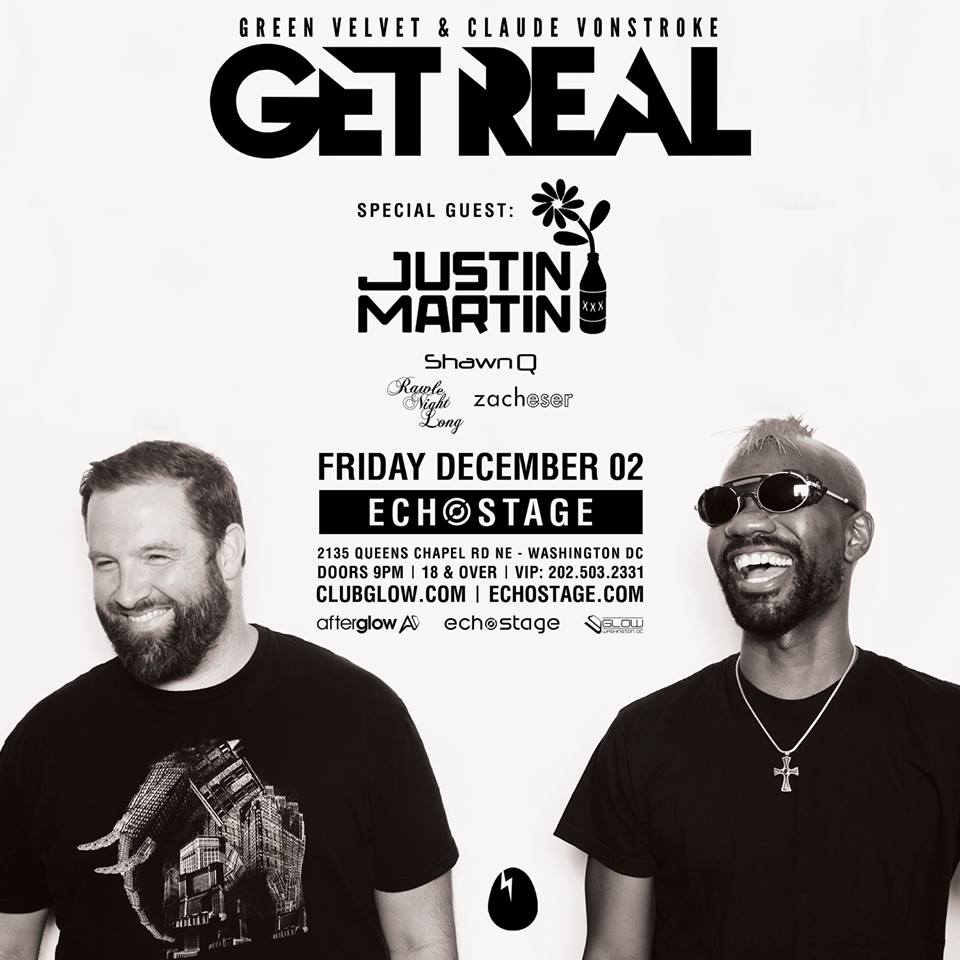 GREEN VELVET & CLAUDE VONSTROKE
GET REAL
SPECIAL GUEST:
JUSTIN
MARTIN
XXX
Shawn Q
Rawle
Night
Long
zacheser
FRIDAY DECEMBER 02
ECHOSTAGE
2135 QUEENS CHAPEL RD NE - WASHINGTON DC
DOORS 9PM | 18 & OVER | VIP: 202.503.2331
CLUBGLOW.COM | ECHOSTAGE.COM
afterglow echostage GLOW
WASHINGTON, DC